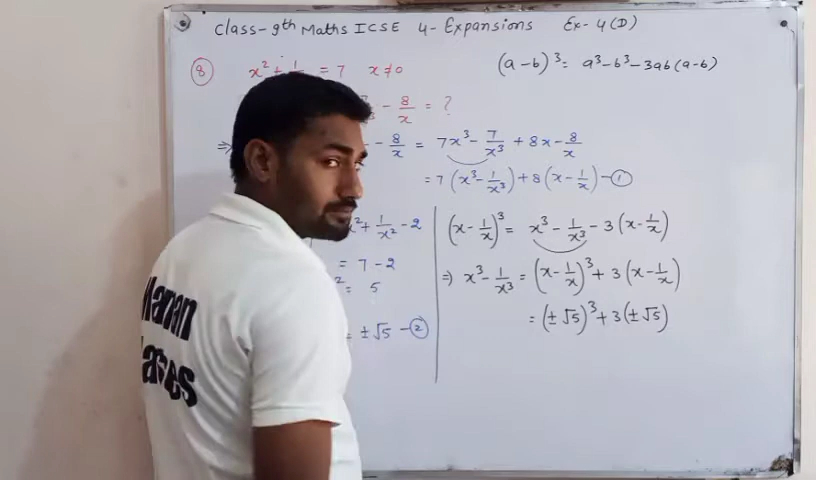 Class-9th Maths ICSE 4-Expansions Ex-4(D)
(8) x² + 1/ = 7 x≠0 (a-b)³ = a³-b³-3ab(a-b)
- 8/x = ?
⇒ - 8/x = 7x³ - 7/x³ + 8x - 8/x
= 7(x³ - 1/x³) + 8(x - 1/x) - (1)
x² + 1/x² - 2
= 7 - 2
² = 5
= ±√5 - (2)
(x - 1/x)³ = x³ - 1/x³ - 3(x - 1/x)
⇒ x³ - 1/x³ = (x - 1/x)³ + 3(x - 1/x)
= (±√5)³ + 3(±√5)
Manan